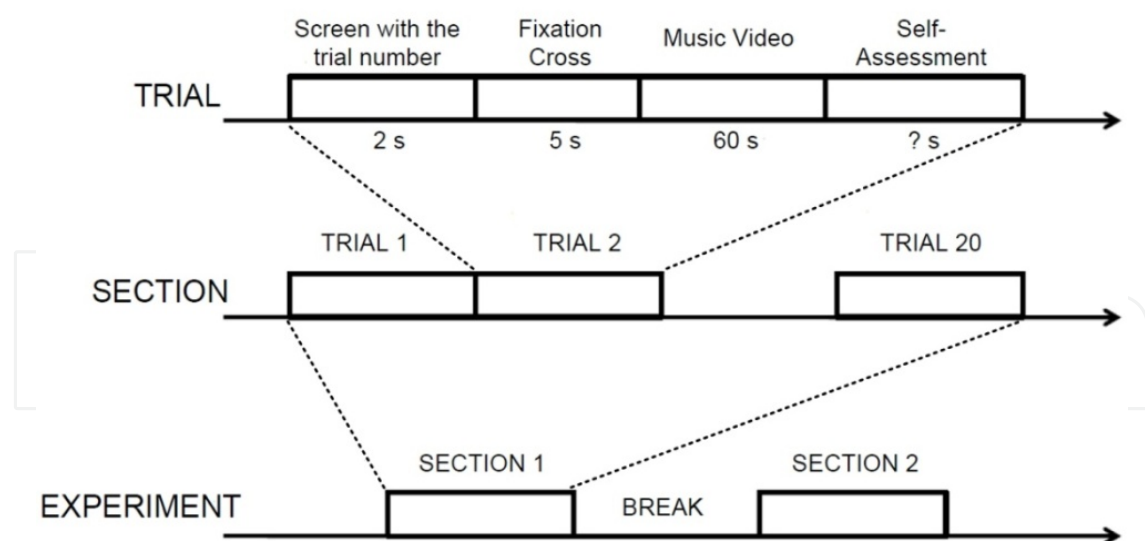 Screen with the
trial number
Fixation
Cross
Music Video
Self-
Assessment
TRIAL
2 s
5 s
60 s
? s
TRIAL 1
TRIAL 2
TRIAL 20
SECTION
SECTION 1
SECTION 2
EXPERIMENT
BREAK